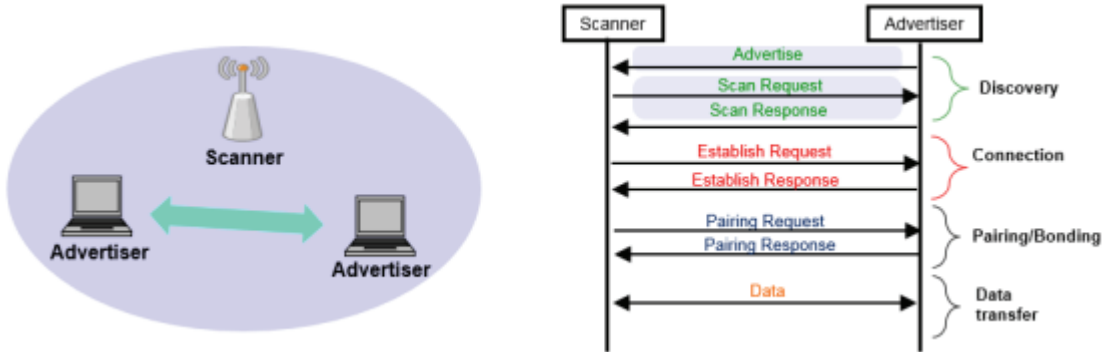 Scanner
Advertiser
Advertiser
Scanner
Advertiser
Advertise
Scan Request
Scan Response
Discovery
Establish Request
Establish Response
Connection
Pairing Request
Pairing Response
Pairing/Bonding
Data
Data
transfer